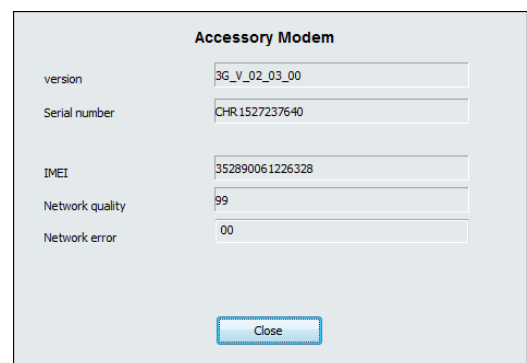 Accessory Modem
version 3G_V_02_03_00
Serial number CHR1527237640
IMEI 352890061226328
Network quality 99
Network error 00
Close